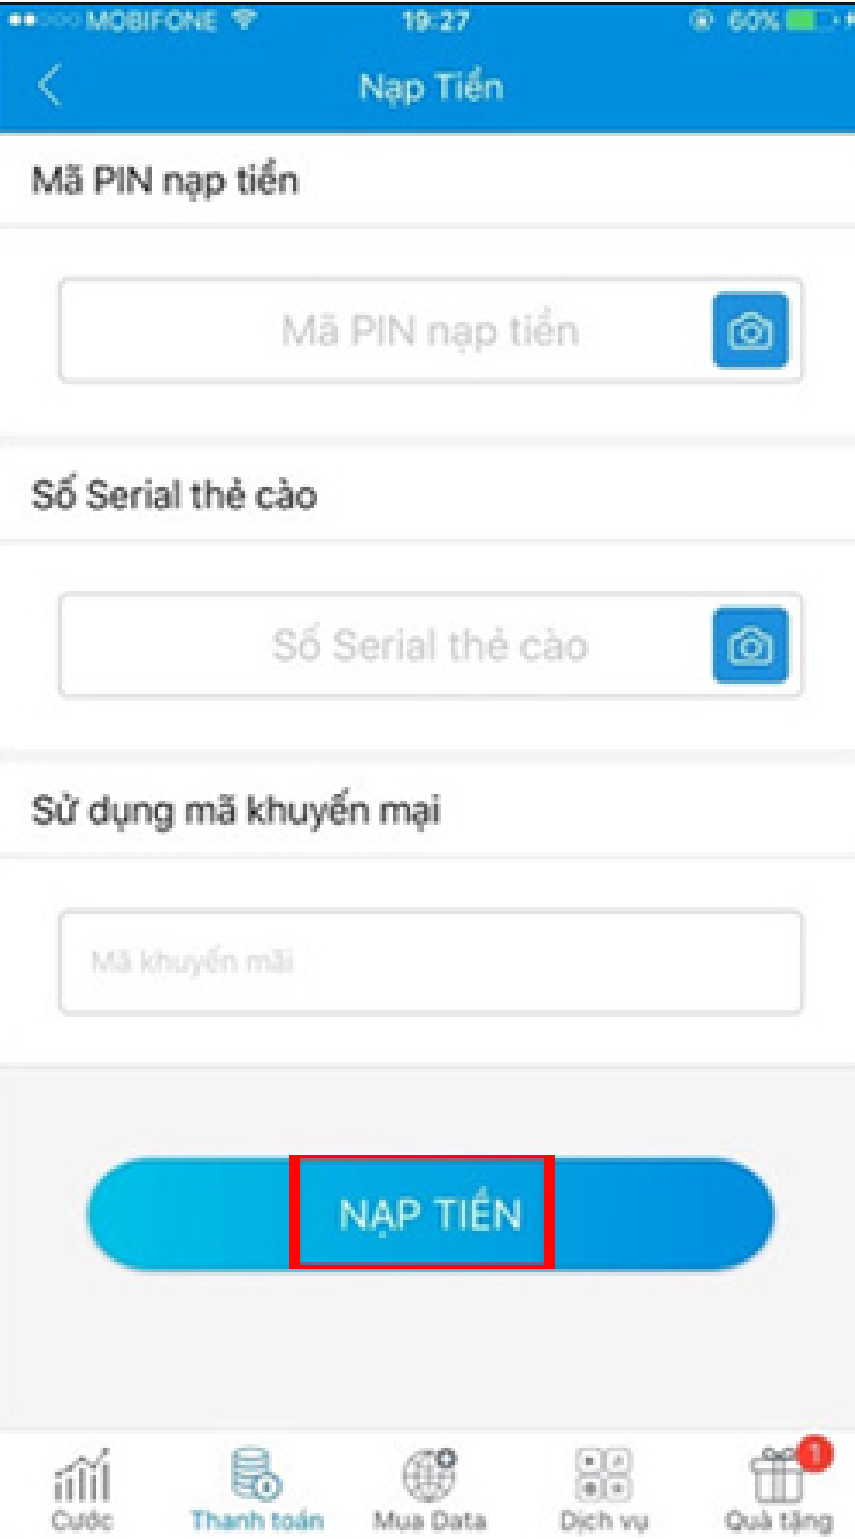 MOBIFONE 19:27 60%
Nạp Tiền
Mã PIN nạp tiền
Mã PIN nạp tiền
Số Serial thẻ cào
Số Serial thẻ cào
Sử dụng mã khuyến mại
Mã khuyến mãi
NẠP TIỀN
1
Cước Thanh toán Mua Data Dịch vụ Quà tặng